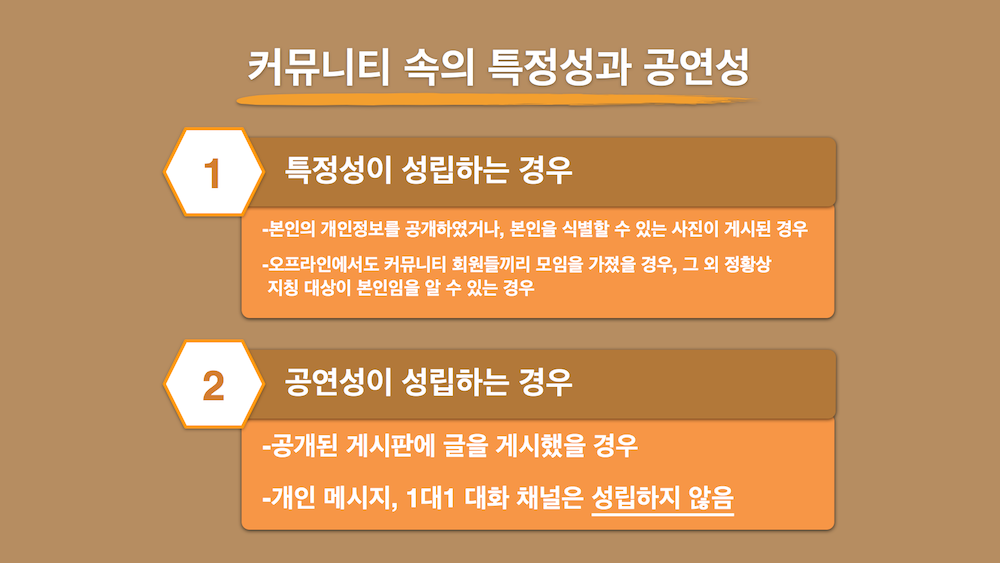 커뮤니티 속의 특정성과 공연성
1
특정성이 성립하는 경우
-본인의 개인정보를 공개하였거나, 본인을 식별할 수 있는 사진이 게시된 경우
-오프라인에서도 커뮤니티 회원들끼리 모임을 가졌을 경우, 그 외 정황상
지칭 대상이 본인임을 알 수 있는 경우
2
공연성이 성립하는 경우
-공개된 게시판에 글을 게시했을 경우
-개인 메시지, 1대1 대화 채널은 성립하지 않음